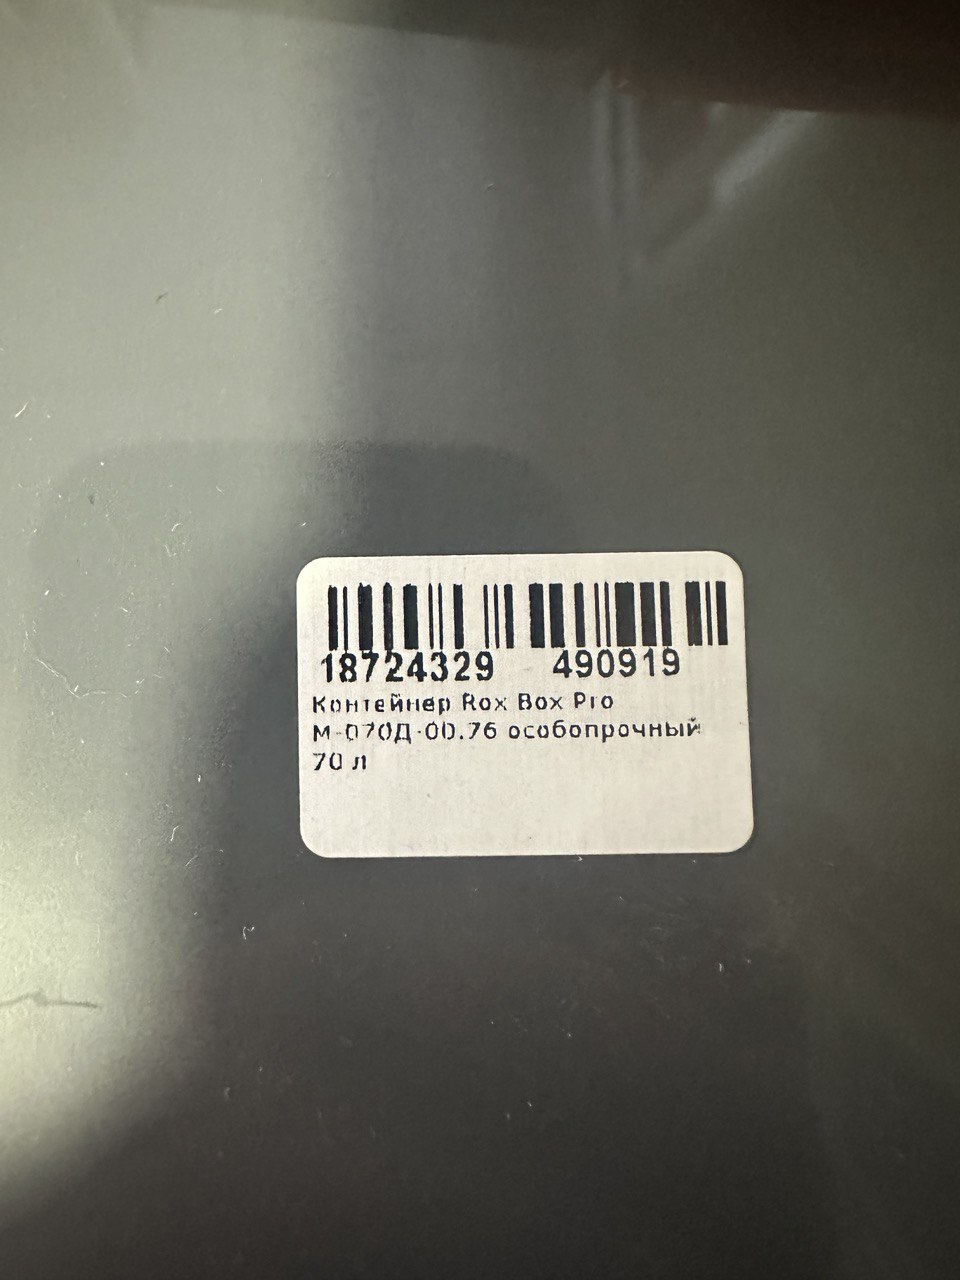 18724329 490919
Контейнер Rox Box Pro
М-070Д-00.76 особопрочный
70 л